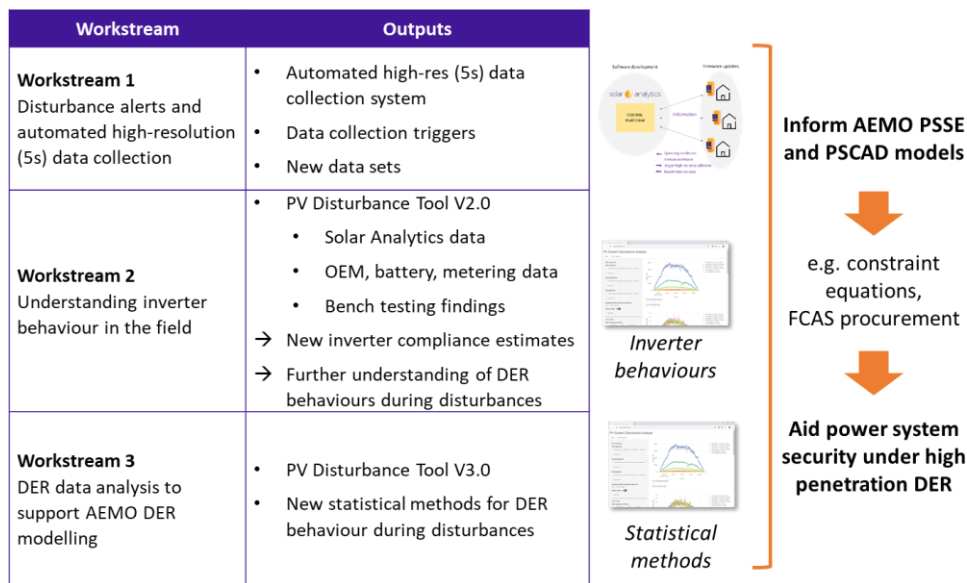 Workstream
Outputs
Workstream 1
Disturbance alerts and
automated high-resolution
(5s) data collection
• Automated high-res (5s) data
collection system
• Data collection triggers
• New data sets
Software development
solar analytics
Information
Workstream 2
Understanding inverter
behaviour in the field
• PV Disturbance Tool V2.0
• Solar Analytics data
• OEM, battery, metering data
• Bench testing findings
→ New inverter compliance estimates
→ Further understanding of DER
behaviours during disturbances
Inverter
behaviours
Workstream 3
DER data analysis to
support AEMO DER
modelling
• PV Disturbance Tool V3.0
• New statistical methods for DER
behaviour during disturbances
Statistical
methods
Inform AEMO PSSE
and PSCAD models
e.g. constraint
equations,
FCAS procurement
Aid power system
security under high
penetration DER